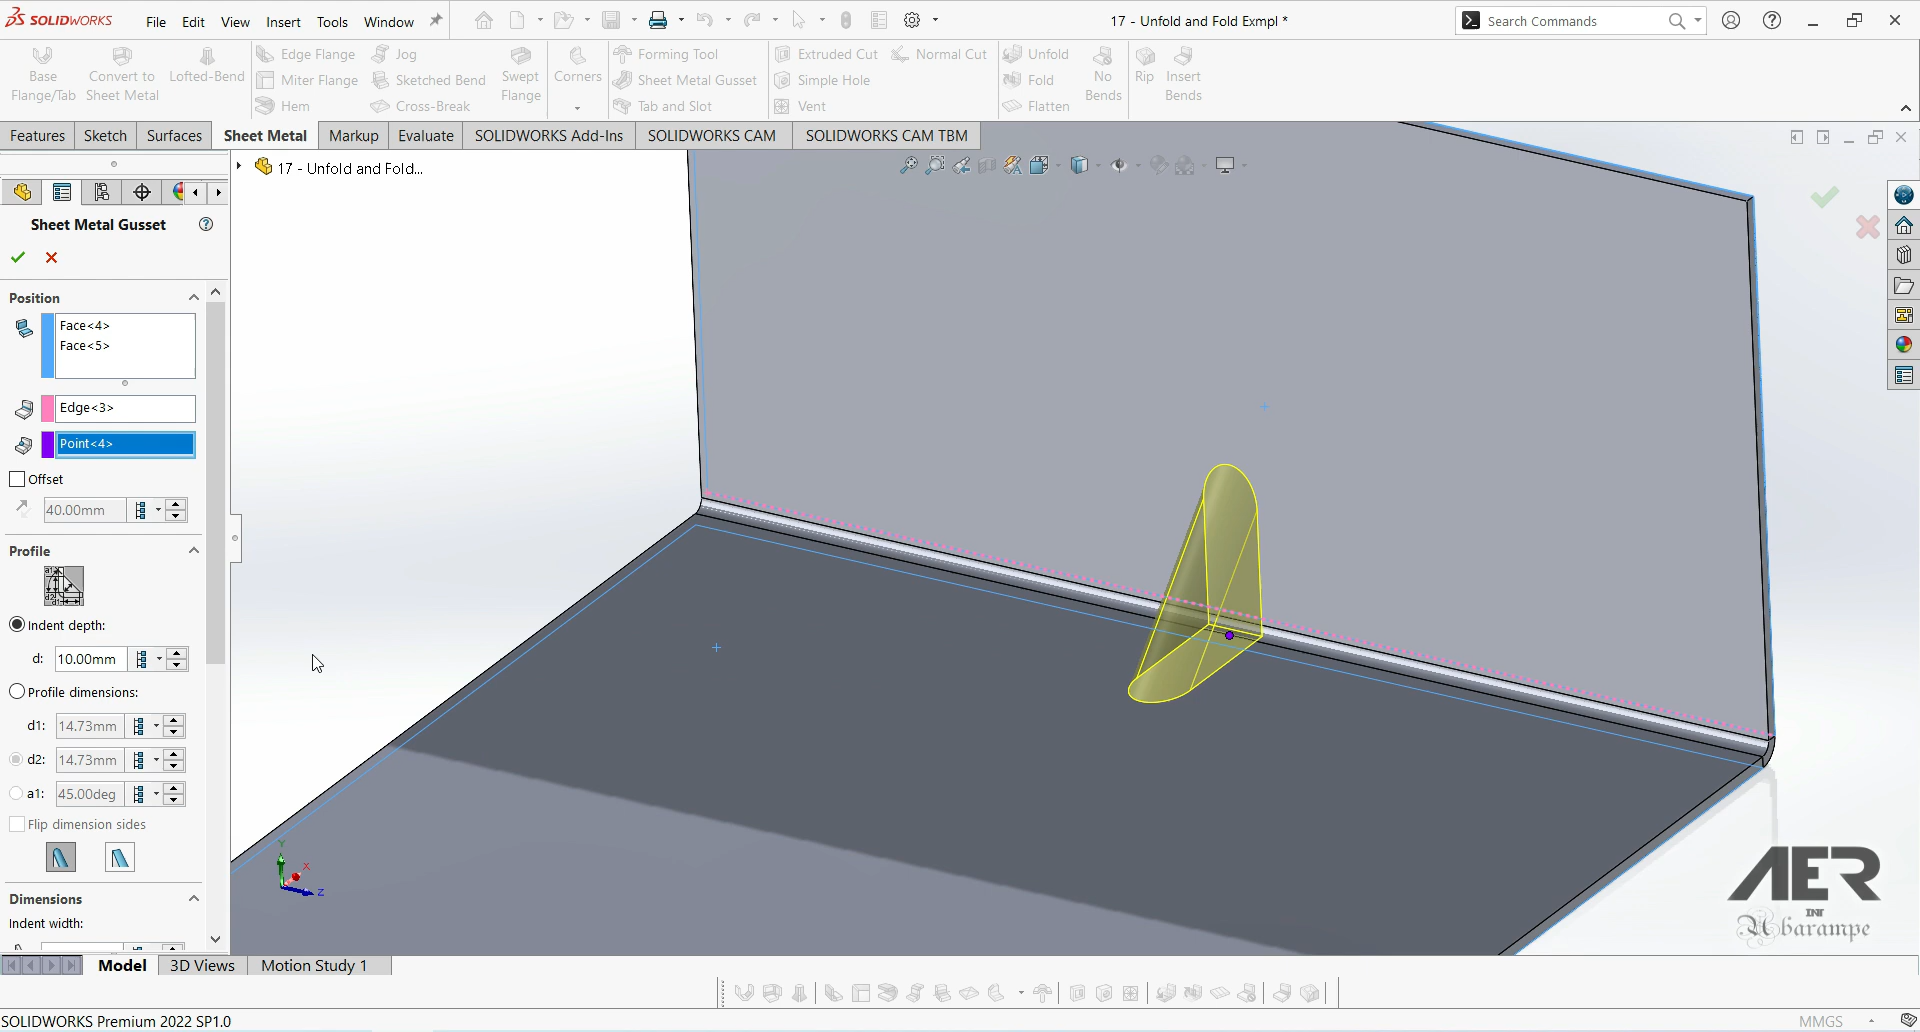 SOLIDWORKS
File Edit View Insert Tools Window
17 - Unfold and Fold Exmpl *
Search Commands
Base Flange/Tab
Convert to Sheet Metal
Lofted-Bend
Edge Flange
Miter Flange
Hem
Jog
Sketched Bend
Cross-Break
Swept Flange
Corners
Forming Tool
Sheet Metal Gusset
Tab and Slot
Extruded Cut
Simple Hole
Vent
Normal Cut
Unfold
Fold
Flatten
No Bends
Rip
Insert Bends
Features Sketch Surfaces Sheet Metal Markup Evaluate SOLIDWORKS Add-Ins SOLIDWORKS CAM SOLIDWORKS CAM TBM
17 - Unfold and Fold...
Sheet Metal Gusset
Position
Face<4>
Face<5>
Edge<3>
Point<4>
Offset
40.00mm
Profile
Indent depth:
d: 10.00mm
Profile dimensions:
d1: 14.73mm
d2: 14.73mm
a1: 45.00deg
Flip dimension sides
Dimensions
Indent width:
Y
X
Z
AER
INT
Abarampe
Model 3D Views Motion Study 1
SOLIDWORKS Premium 2022 SP1.0
MMGS